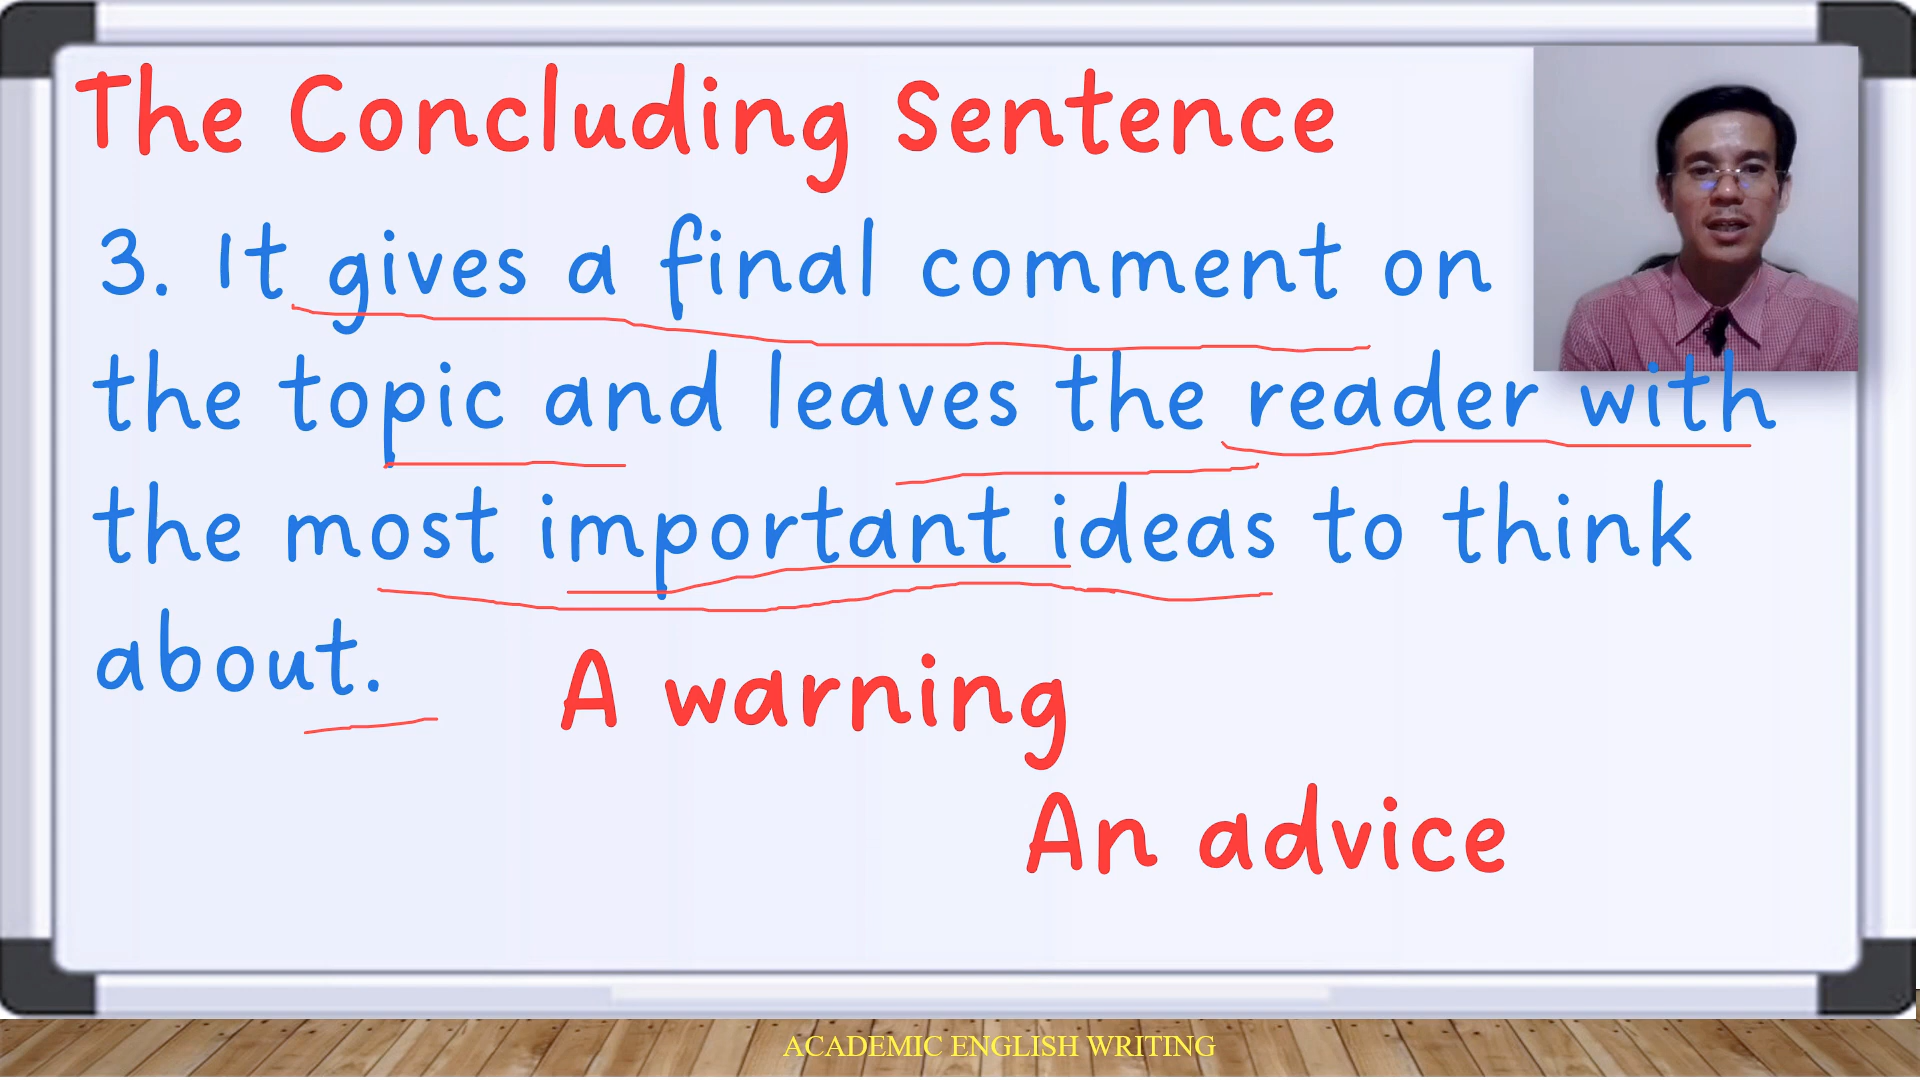 The Concluding Sentence
3. It gives a final comment on
the topic and leaves the reader with
the most important ideas to think
about.
A warning
An advice
ACADEMIC ENGLISH WRITING